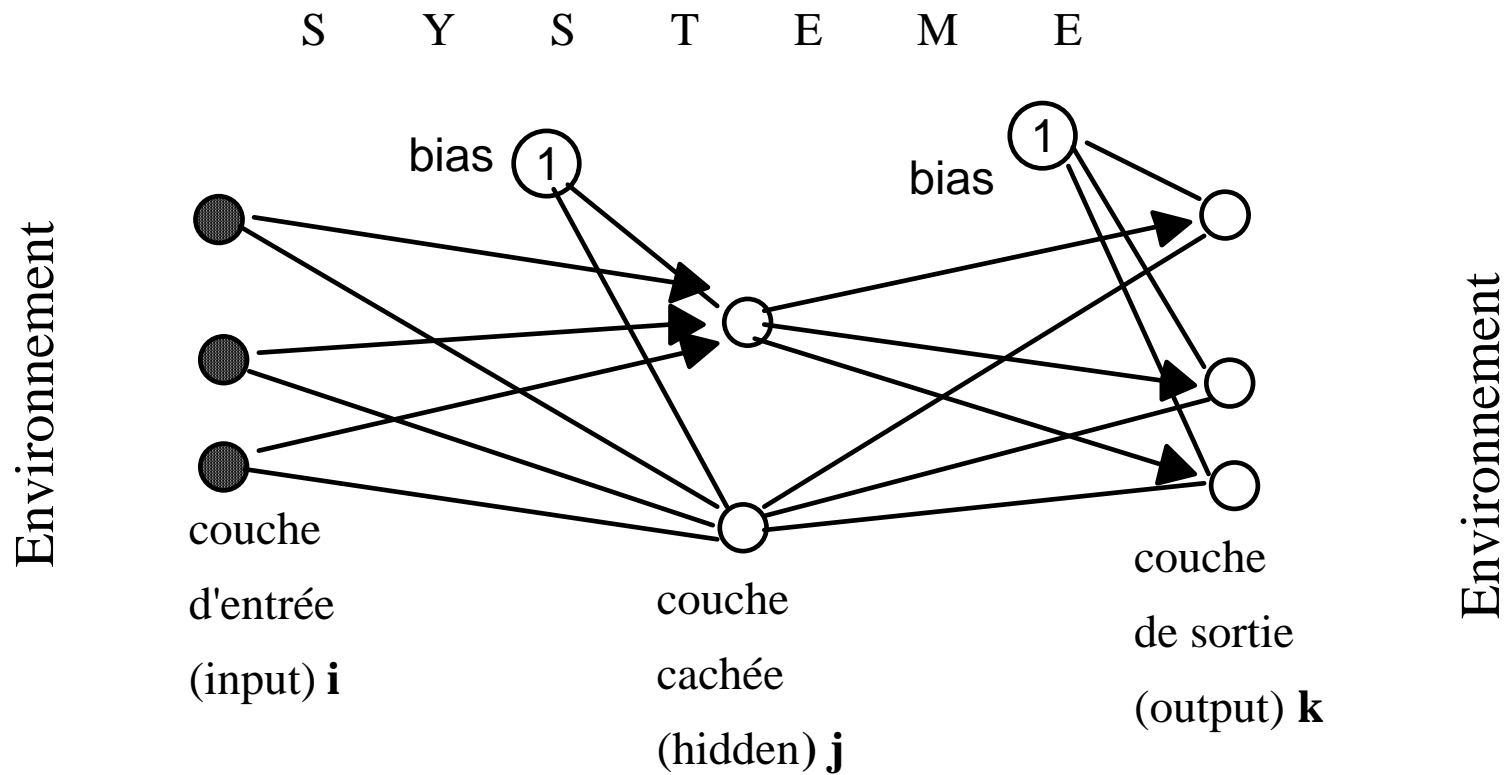 S Y S T E M E
bias 1
bias 1
Environnement
couche
d'entrée
(input) i
couche
cachée
(hidden) j
couche
de sortie
(output) k
Environnement